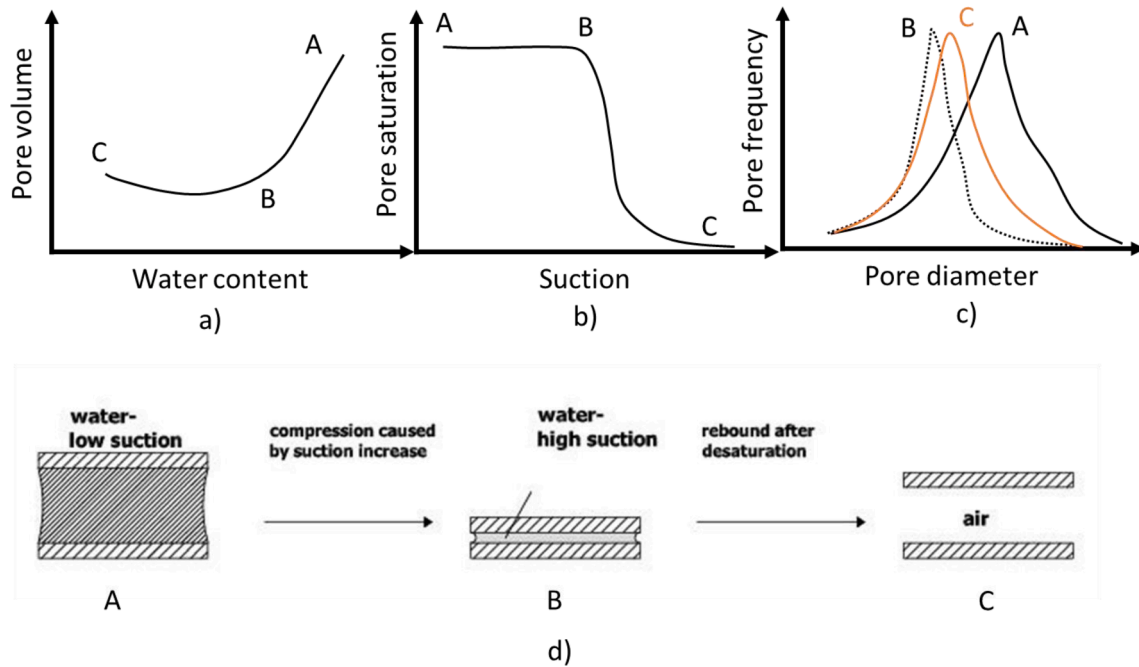 Pore volume
A
B
C
Water content
a)
Pore saturation
A
B
C
Suction
b)
Pore frequency
B
C
A
Pore diameter
c)
water-
low suction
compression caused
by suction increase
water-
high suction
rebound after
desaturation
air
A
B
C
d)